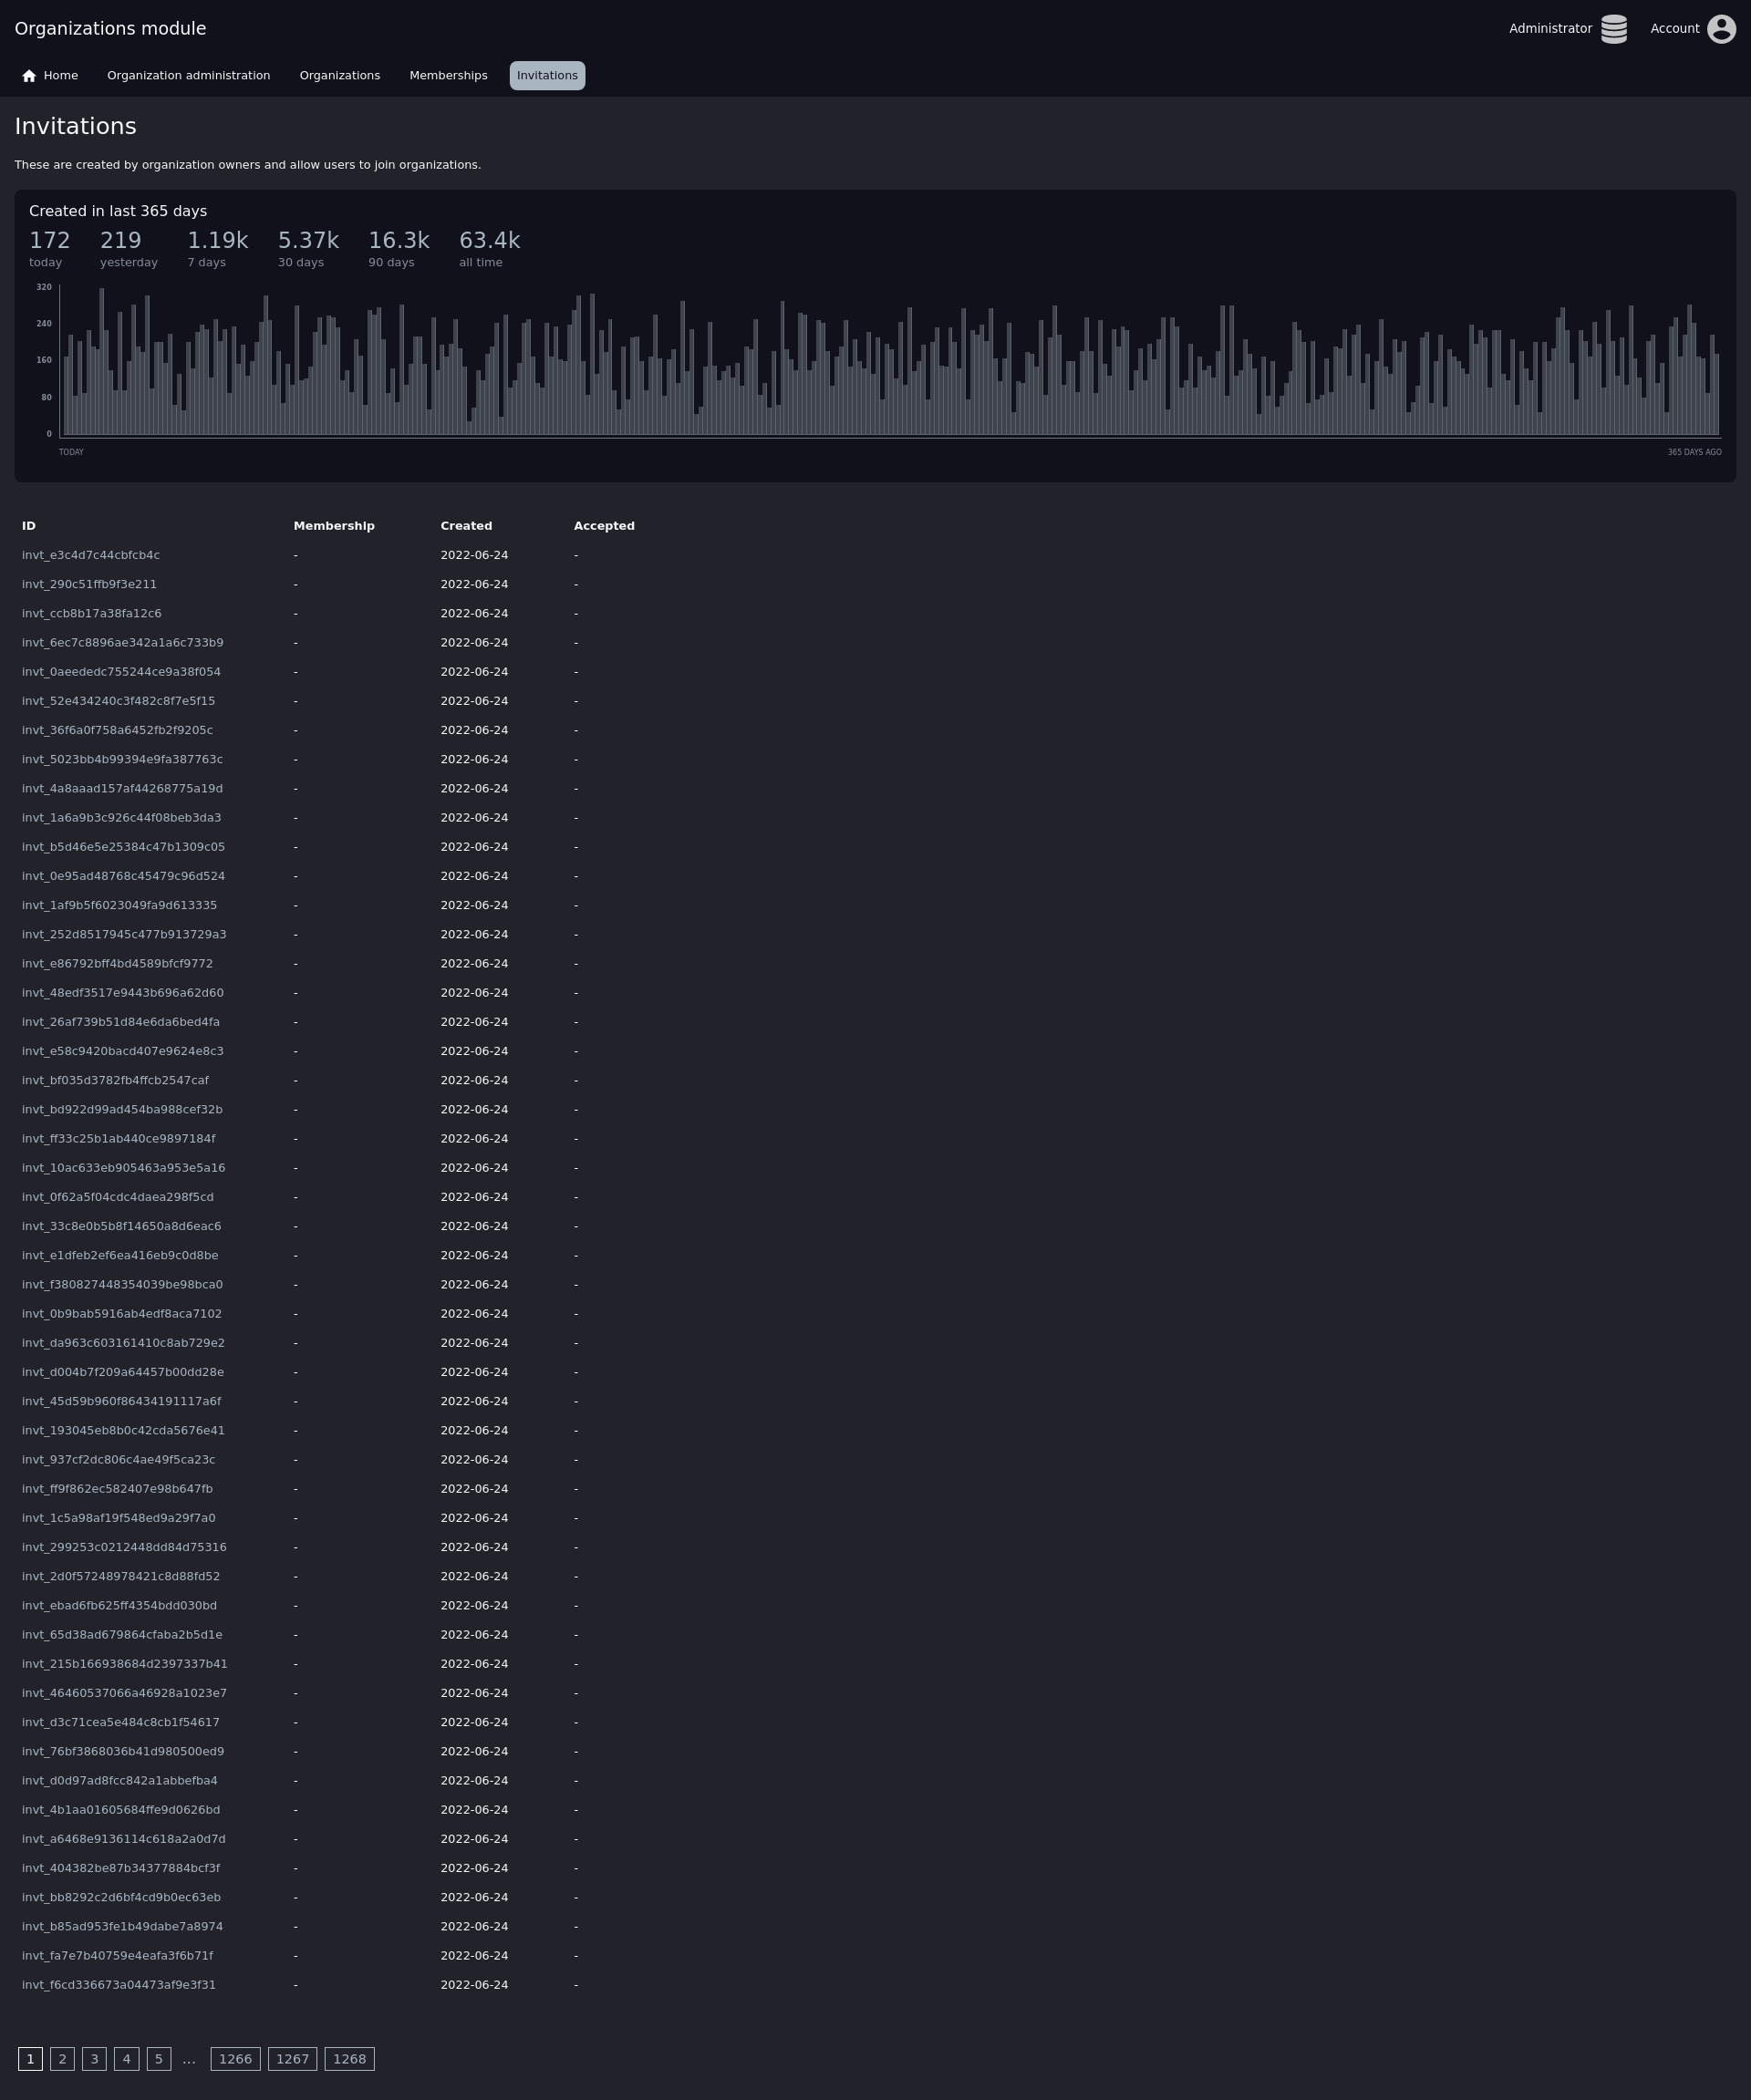 Organizations module
Administrator
Account
Home Organization administration Organizations Memberships Invitations
Invitations
These are created by organization owners and allow users to join organizations.
Created in last 365 days
172 219 1.19k 5.37k 16.3k 63.4k
today yesterday 7 days 30 days 90 days all time
320
240
160
80
0
TODAY 365 DAYS AGO
ID Membership Created Accepted
invt_e3c4d7c44cbfcb4c - 2022-06-24 -
invt_290c51ffb9f3e211 - 2022-06-24 -
invt_ccb8b17a38fa12c6 - 2022-06-24 -
invt_6ec7c8896ae342a1a6c733b9 - 2022-06-24 -
invt_0aeededc755244ce9a38f054 - 2022-06-24 -
invt_52e434240c3f482c8f7e5f15 - 2022-06-24 -
invt_36f6a0f758a6452fb2f9205c - 2022-06-24 -
invt_5023bb4b99394e9fa387763c - 2022-06-24 -
invt_4a8aaad157af44268775a19d - 2022-06-24 -
invt_1a6a9b3c926c44f08beb3da3 - 2022-06-24 -
invt_b5d46e5e25384c47b1309c05 - 2022-06-24 -
invt_0e95ad48768c45479c96d524 - 2022-06-24 -
invt_1af9b5f6023049fa9d613335 - 2022-06-24 -
invt_252d8517945c477b913729a3 - 2022-06-24 -
invt_e86792bff4bd4589bfcf9772 - 2022-06-24 -
invt_48edf3517e9443b696a62d60 - 2022-06-24 -
invt_26af739b51d84e6da6bed4fa - 2022-06-24 -
invt_e58c9420bacd407e9624e8c3 - 2022-06-24 -
invt_bf035d3782fb4ffcb2547caf - 2022-06-24 -
invt_bd922d99ad454ba988cef32b - 2022-06-24 -
invt_ff33c25b1ab440ce9897184f - 2022-06-24 -
invt_10ac633eb905463a953e5a16 - 2022-06-24 -
invt_0f62a5f04cdc4daea298f5cd - 2022-06-24 -
invt_33c8e0b5b8f14650a8d6eac6 - 2022-06-24 -
invt_e1dfeb2ef6ea416eb9c0d8be - 2022-06-24 -
invt_f380827448354039be98bca0 - 2022-06-24 -
invt_0b9bab5916ab4edf8aca7102 - 2022-06-24 -
invt_da963c603161410c8ab729e2 - 2022-06-24 -
invt_d004b7f209a64457b00dd28e - 2022-06-24 -
invt_45d59b960f86434191117a6f - 2022-06-24 -
invt_193045eb8b0c42cda5676e41 - 2022-06-24 -
invt_937cf2dc806c4ae49f5ca23c - 2022-06-24 -
invt_ff9f862ec582407e98b647fb - 2022-06-24 -
invt_1c5a98af19f548ed9a29f7a0 - 2022-06-24 -
invt_299253c0212448dd84d75316 - 2022-06-24 -
invt_2d0f57248978421c8d88fd52 - 2022-06-24 -
invt_ebad6fb625ff4354bdd030bd - 2022-06-24 -
invt_65d38ad679864cfaba2b5d1e - 2022-06-24 -
invt_215b166938684d2397337b41 - 2022-06-24 -
invt_46460537066a46928a1023e7 - 2022-06-24 -
invt_d3c71cea5e484c8cb1f54617 - 2022-06-24 -
invt_76bf3868036b41d980500ed9 - 2022-06-24 -
invt_d0d97ad8fcc842a1abbefba4 - 2022-06-24 -
invt_4b1aa01605684ffe9d0626bd - 2022-06-24 -
invt_a6468e9136114c618a2a0d7d - 2022-06-24 -
invt_404382be87b34377884bcf3f - 2022-06-24 -
invt_bb8292c2d6bf4cd9b0ec63eb - 2022-06-24 -
invt_b85ad953fe1b49dabe7a8974 - 2022-06-24 -
invt_fa7e7b40759e4eafa3f6b71f - 2022-06-24 -
invt_f6cd336673a04473af9e3f31 - 2022-06-24 -
1 2 3 4 5 ... 1266 1267 1268